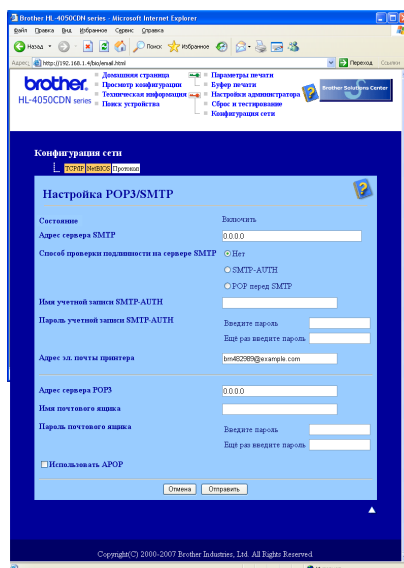 Brother HL-4050CDN series - Microsoft Internet Explorer
Файл Правка Вид Избранное Сервис Справка
Назад Поиск Избранное
Адрес: http://192.168.1.4/bio/email.html Переход Ссылки
brother.
HL-4050CDN series
Домашняя страница
Просмотр конфигурации
Техническая информация
Поиск устройства
Параметры печати
Буфер печати
Настройки администратора
Сброс и тестирование
Конфигурация сети
Brother Solutions Center
Конфигурация сети
TCP/IP NetBIOS Протокол
Настройка POP3/SMTP
Состояние Включить
Адрес сервера SMTP 0.0.0.0
Способ проверки подлинности на сервере SMTP Нет
SMTP-AUTH
POP перед SMTP
Имя учетной записи SMTP-AUTH
Пароль учетной записи SMTP-AUTH Введите пароль
Ещё раз введите пароль
Адрес эл. почты принтера brn482989@example.com
Адрес сервера POP3 0.0.0.0
Имя почтового ящика
Пароль почтового ящика Введите пароль
Ещё раз введите пароль
Использовать APOP
Отмена Отправить
Copyright(C) 2000-2007 Brother Industries, Ltd. All Rights Reserved.